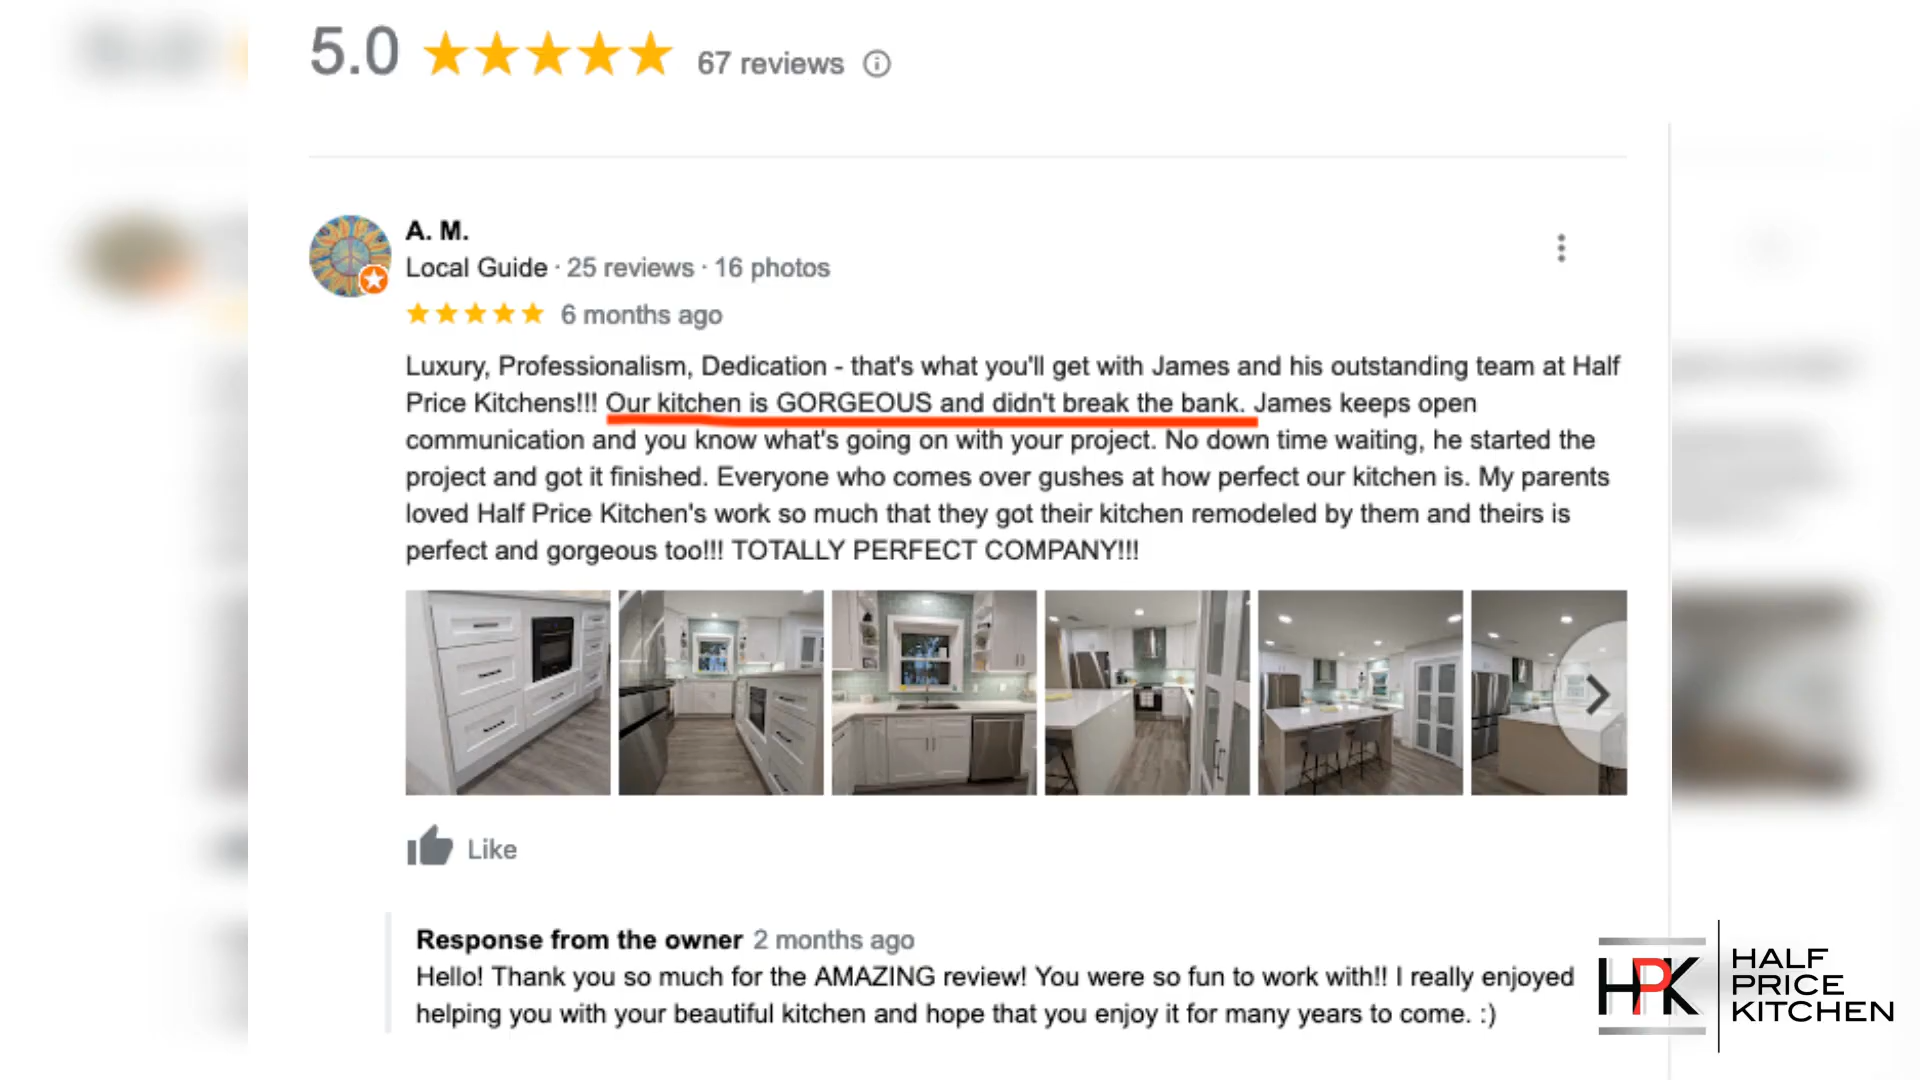 5.0 67 reviews
A. M.
Local Guide · 25 reviews · 16 photos
6 months ago
Luxury, Professionalism, Dedication - that's what you'll get with James and his outstanding team at Half
Price Kitchens!!! Our kitchen is GORGEOUS and didn't break the bank. James keeps open
communication and you know what's going on with your project. No down time waiting, he started the
project and got it finished. Everyone who comes over gushes at how perfect our kitchen is. My parents
loved Half Price Kitchen's work so much that they got their kitchen remodeled by them and theirs is
perfect and gorgeous too!!! TOTALLY PERFECT COMPANY!!!
Like
Response from the owner 2 months ago
Hello! Thank you so much for the AMAZING review! You were so fun to work with!! I really enjoyed
helping you with your beautiful kitchen and hope that you enjoy it for many years to come. :)
HPK
HALF
PRICE
KITCHEN